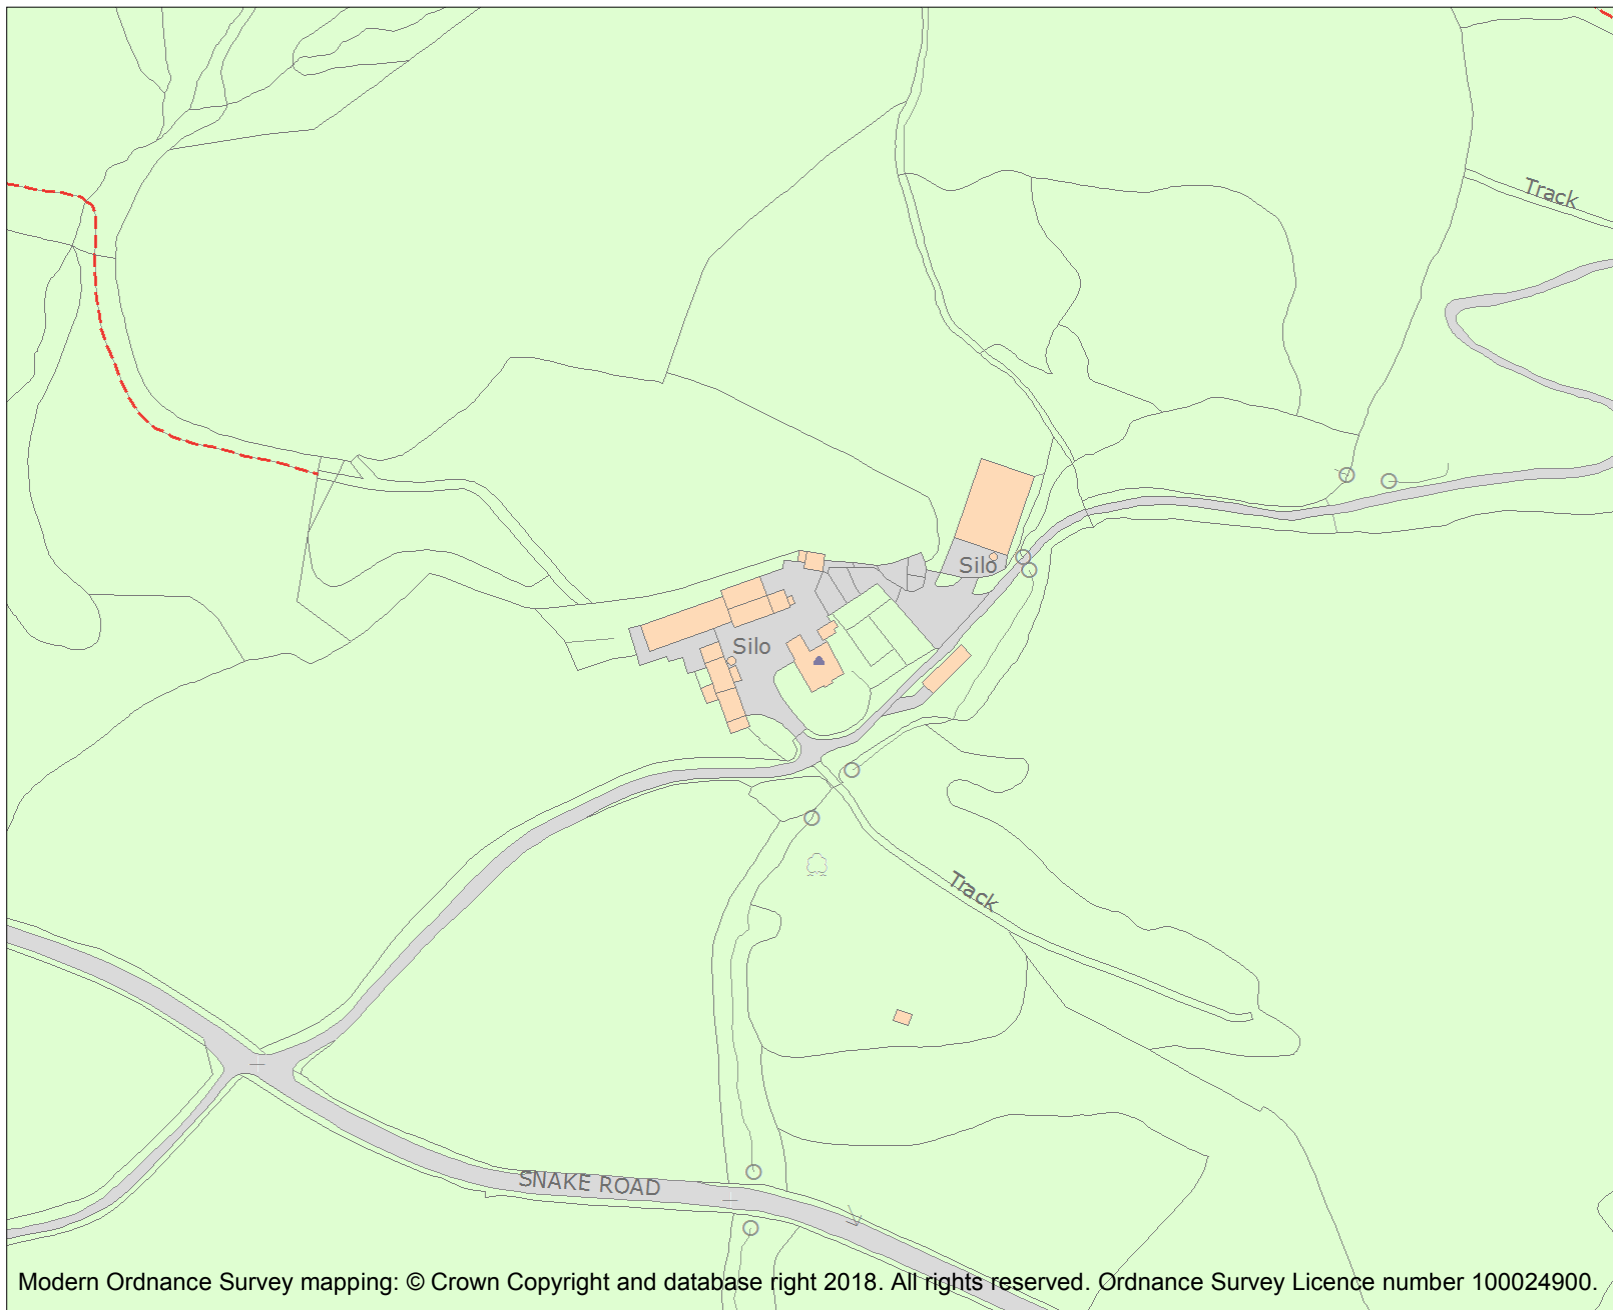 Track
Silo
Silo
Track
SNAKE ROAD
Modern Ordnance Survey mapping: © Crown Copyright and database right 2018. All rights reserved. Ordnance Survey Licence number 100024900.